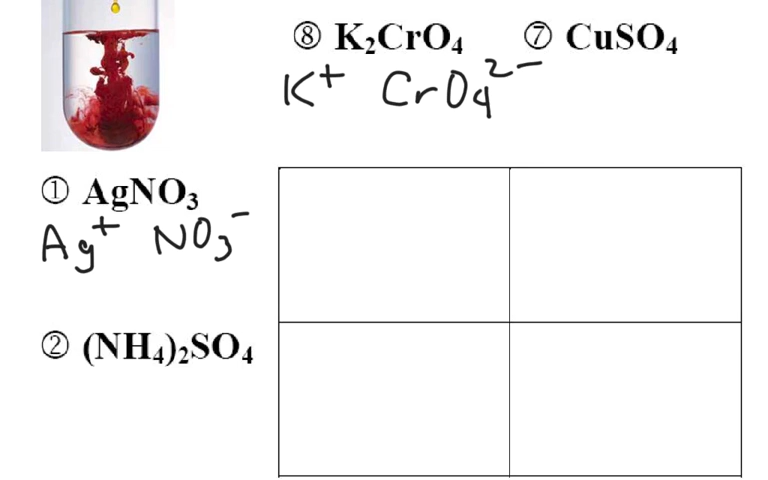 ⑧ K₂CrO₄ ⑦ CuSO₄
K⁺ CrO₄²⁻
① AgNO₃
Ag⁺ NO₃⁻
② (NH₄)₂SO₄